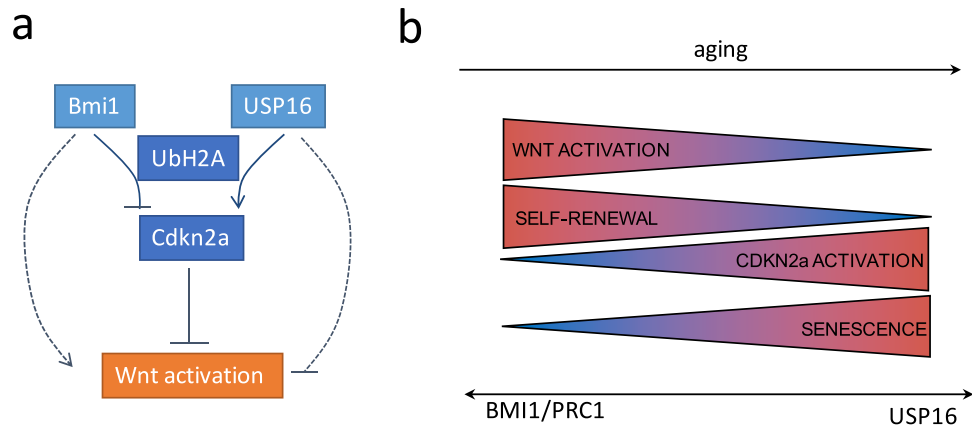 a
Bmi1
USP16
UbH2A
Cdkn2a
Wnt activation
b
aging
WNT ACTIVATION
SELF-RENEWAL
CDKN2a ACTIVATION
SENESCENCE
BMI1/PRC1
USP16